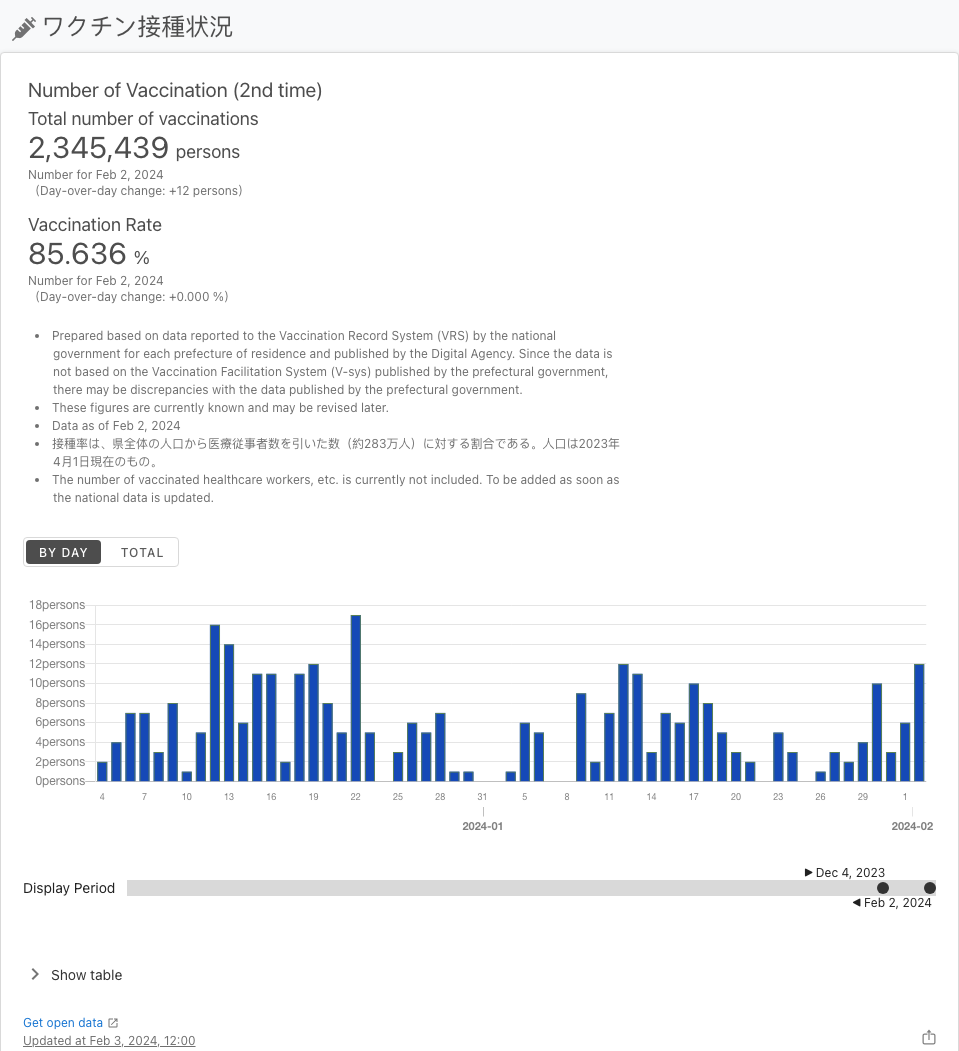 ワクチン接種状況
Number of Vaccination (2nd time)
Total number of vaccinations
2,345,439 persons
Number for Feb 2, 2024
(Day-over-day change: +12 persons)
Vaccination Rate
85.636 %
Number for Feb 2, 2024
(Day-over-day change: +0.000 %)
• Prepared based on data reported to the Vaccination Record System (VRS) by the national
government for each prefecture of residence and published by the Digital Agency. Since the data is
not based on the Vaccination Facilitation System (V-sys) published by the prefectural government,
there may be discrepancies with the data published by the prefectural government.
• These figures are currently known and may be revised later.
• Data as of Feb 2, 2024
• 接種率は、県全体の人口から医療従事者数を引いた数（約283万人）に対する割合である。人口は2023年
4月1日現在のもの。
• The number of vaccinated healthcare workers, etc. is currently not included. To be added as soon as
the national data is updated.
BY DAY TOTAL
18persons
16persons
14persons
12persons
10persons
8persons
6persons
4persons
2persons
0persons
4 7 10 13 16 19 22 25 28 31 5 8 11 14 17 20 23 26 29 1
2024-01 2024-02
Dec 4, 2023
Display Period
Feb 2, 2024
Show table
Get open data
Updated at Feb 3, 2024, 12:00